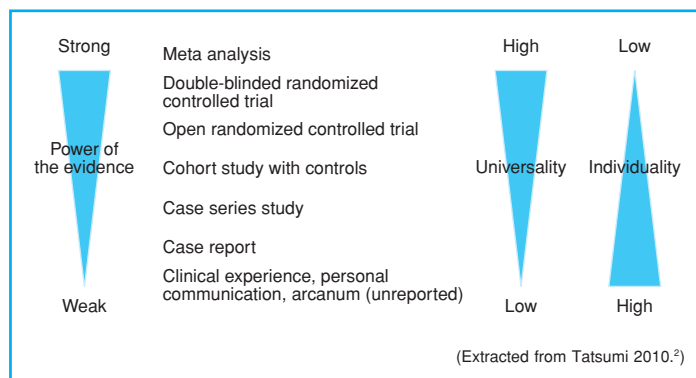 Strong
Power of
the evidence
Weak
Meta analysis
Double-blinded randomized
controlled trial
Open randomized controlled trial
Cohort study with controls
Case series study
Case report
Clinical experience, personal
communication, arcanum (unreported)
High
Universality
Low
Low
Individuality
High
(Extracted from Tatsumi 2010.²)